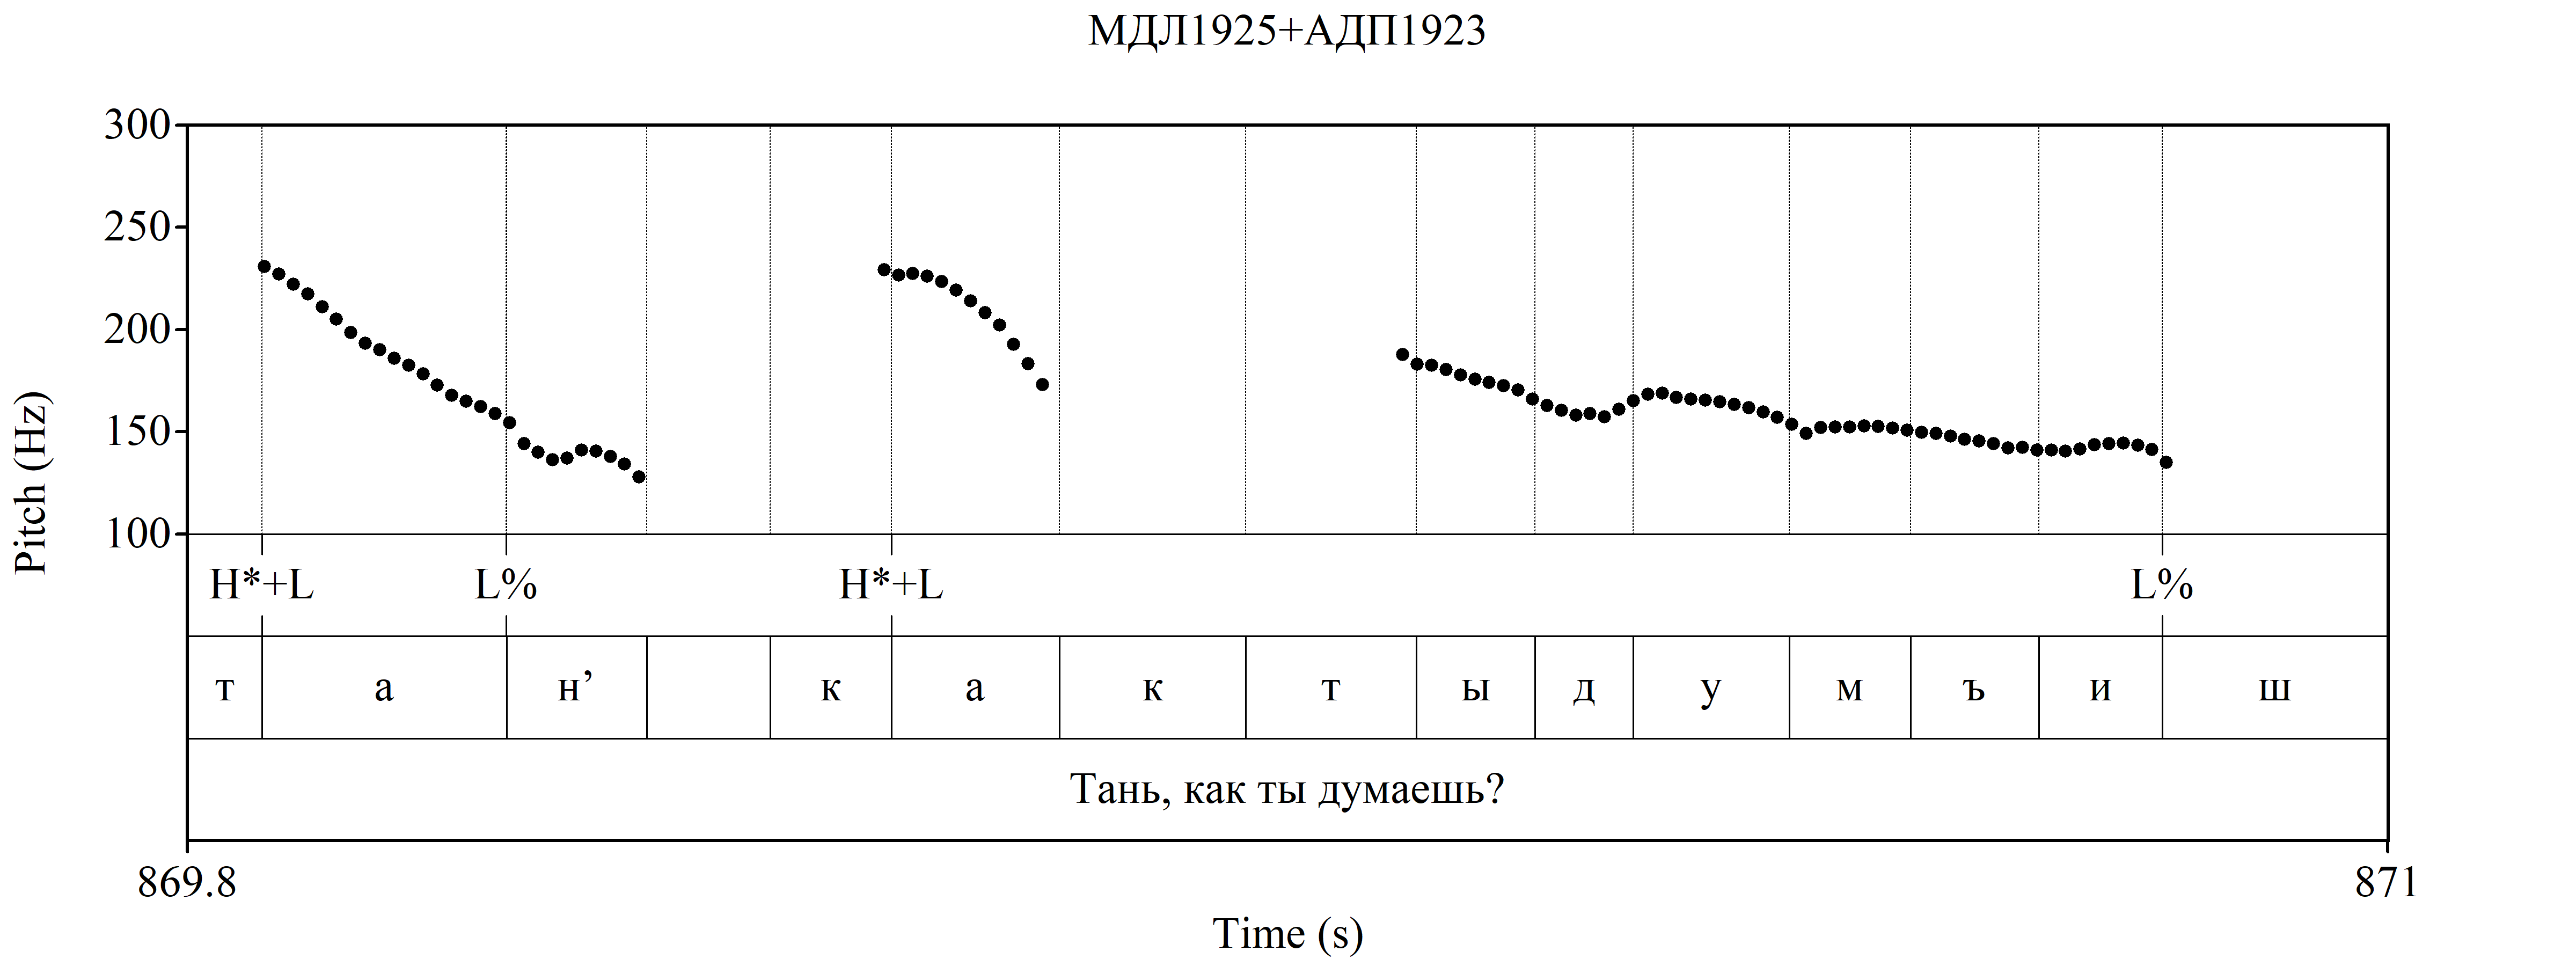 МДЛ1925+АДП1923
300
250
200
150
100
Pitch (Hz)
H*+L L% H*+L L%
т а н’ к а к т ы д у м ъ и ш
Тань, как ты думаешь?
869.8 871
Time (s)